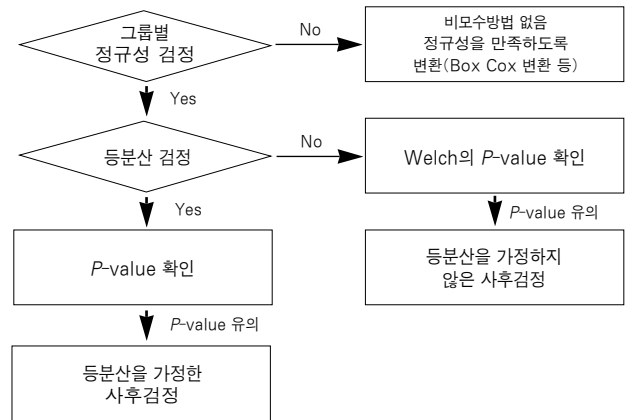 그룹별
정규성 검정
No
비모수방법 없음
정규성을 만족하도록
변환(Box Cox 변환 등)
Yes
등분산 검정
No
Welch의 P-value 확인
Yes
P-value 유의
P-value 확인
등분산을 가정하지
않은 사후검정
P-value 유의
등분산을 가정한
사후검정